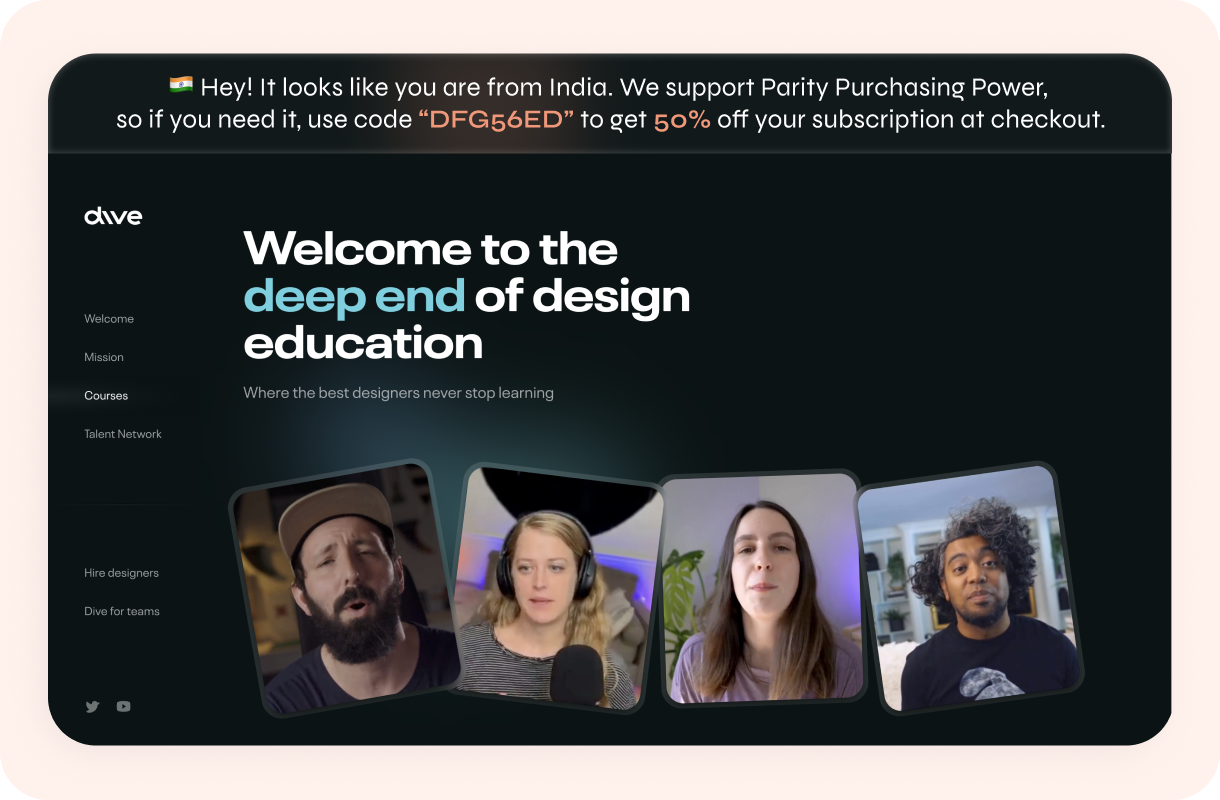 🇮🇳 Hey! It looks like you are from India. We support Parity Purchasing Power,
so if you need it, use code “DFG56ED” to get 50% off your subscription at checkout.
dive
Welcome to the
deep end of design
education
Where the best designers never stop learning
Welcome
Mission
Courses
Talent Network
Hire designers
Dive for teams